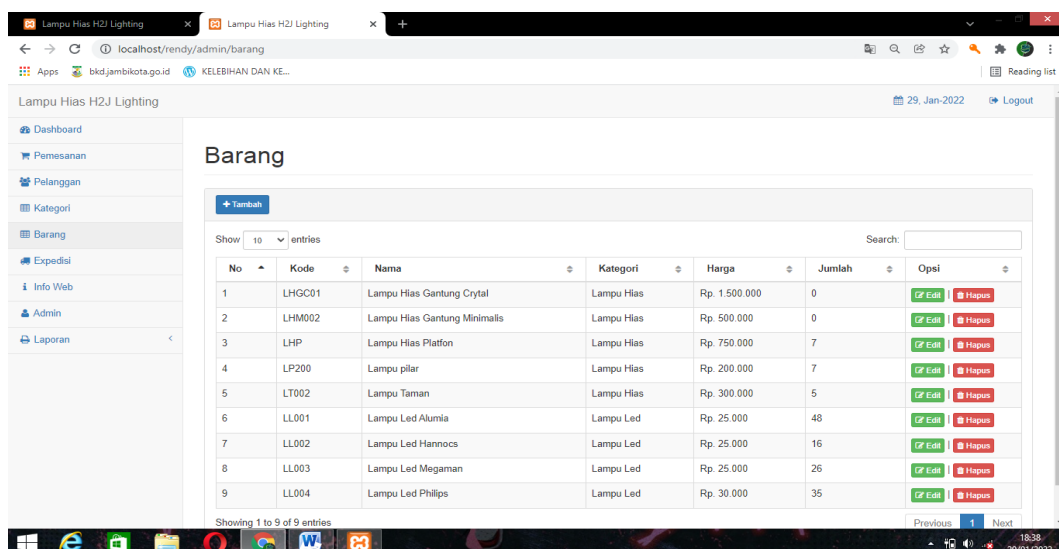 Lampu Hias H2J Lighting
Lampu Hias H2J Lighting
localhost/rendy/admin/barang
Apps bkd.jambikota.go.id KELEBIHAN DAN KE... Reading list
Lampu Hias H2J Lighting 29, Jan-2022 Logout
Dashboard
Pemesanan
Pelanggan
Kategori
Barang
Expedisi
Info Web
Admin
Laporan
Barang
+ Tambah
Show 10 entries Search:
No Kode Nama Kategori Harga Jumlah Opsi
1 LHGC01 Lampu Hias Gantung Crytal Lampu Hias Rp. 1.500.000 0 Edit | Hapus
2 LHM002 Lampu Hias Gantung Minimalis Lampu Hias Rp. 500.000 0 Edit | Hapus
3 LHP Lampu Hias Platfon Lampu Hias Rp. 750.000 7 Edit | Hapus
4 LP200 Lampu pilar Lampu Hias Rp. 200.000 7 Edit | Hapus
5 LT002 Lampu Taman Lampu Hias Rp. 300.000 5 Edit | Hapus
6 LL001 Lampu Led Alumia Lampu Led Rp. 25.000 48 Edit | Hapus
7 LL002 Lampu Led Hannocs Lampu Led Rp. 25.000 16 Edit | Hapus
8 LL003 Lampu Led Megaman Lampu Led Rp. 25.000 26 Edit | Hapus
9 LL004 Lampu Led Philips Lampu Led Rp. 30.000 35 Edit | Hapus
Showing 1 to 9 of 9 entries Previous 1 Next
18:38
29/01/2022